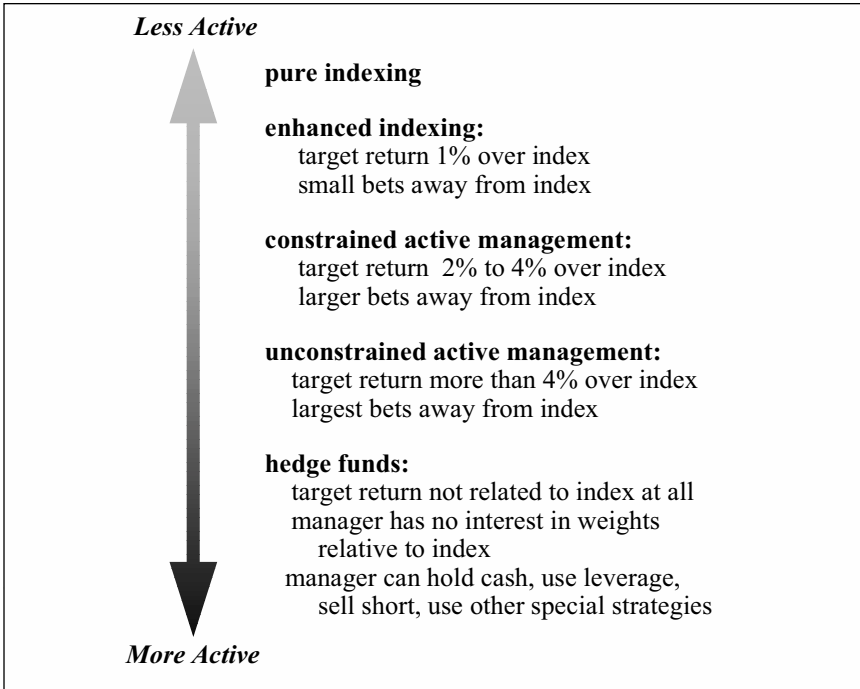 Less Active
pure indexing
enhanced indexing:
target return 1% over index
small bets away from index
constrained active management:
target return 2% to 4% over index
larger bets away from index
unconstrained active management:
target return more than 4% over index
largest bets away from index
hedge funds:
target return not related to index at all
manager has no interest in weights
relative to index
manager can hold cash, use leverage,
sell short, use other special strategies
More Active